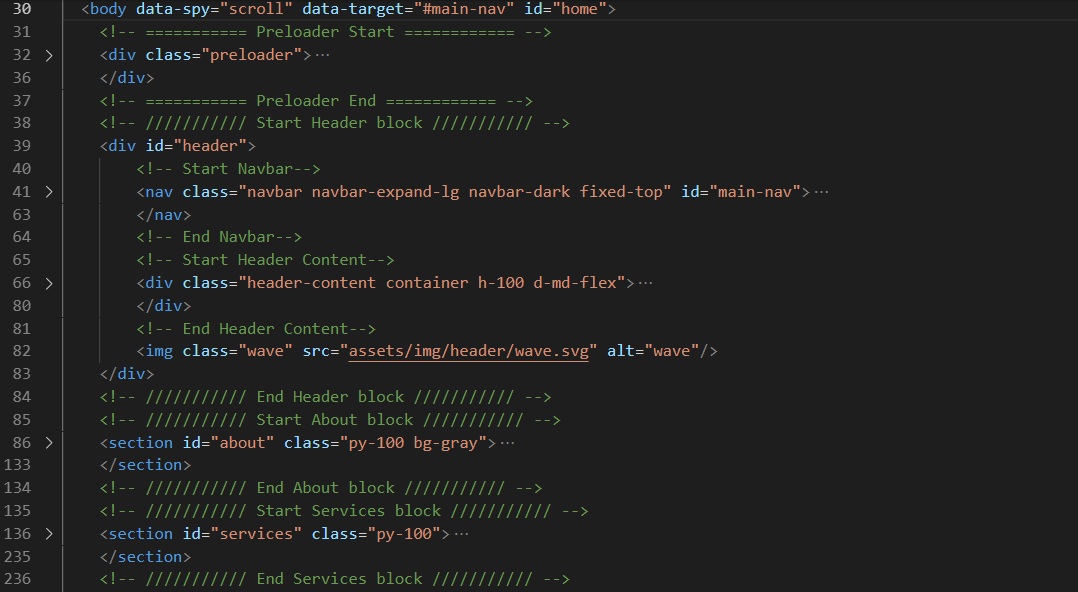 30 <body data-spy="scroll" data-target="#main-nav" id="home">
31 <!-- =========== Preloader Start ============ -->
32 > <div class="preloader">···
36 </div>
37 <!-- =========== Preloader End ============ -->
38 <!-- /////////// Start Header block /////////// -->
39 <div id="header">
40 <!-- Start Navbar-->
41 > <nav class="navbar navbar-expand-lg navbar-dark fixed-top" id="main-nav">···
63 </nav>
64 <!-- End Navbar-->
65 <!-- Start Header Content-->
66 > <div class="header-content container h-100 d-md-flex">···
80 </div>
81 <!-- End Header Content-->
82 <img class="wave" src="assets/img/header/wave.svg" alt="wave"/>
83 </div>
84 <!-- /////////// End Header block /////////// -->
85 <!-- /////////// Start About block /////////// -->
86 > <section id="about" class="py-100 bg-gray">···
133 </section>
134 <!-- /////////// End About block /////////// -->
135 <!-- /////////// Start Services block /////////// -->
136 > <section id="services" class="py-100">···
235 </section>
236 <!-- /////////// End Services block /////////// -->